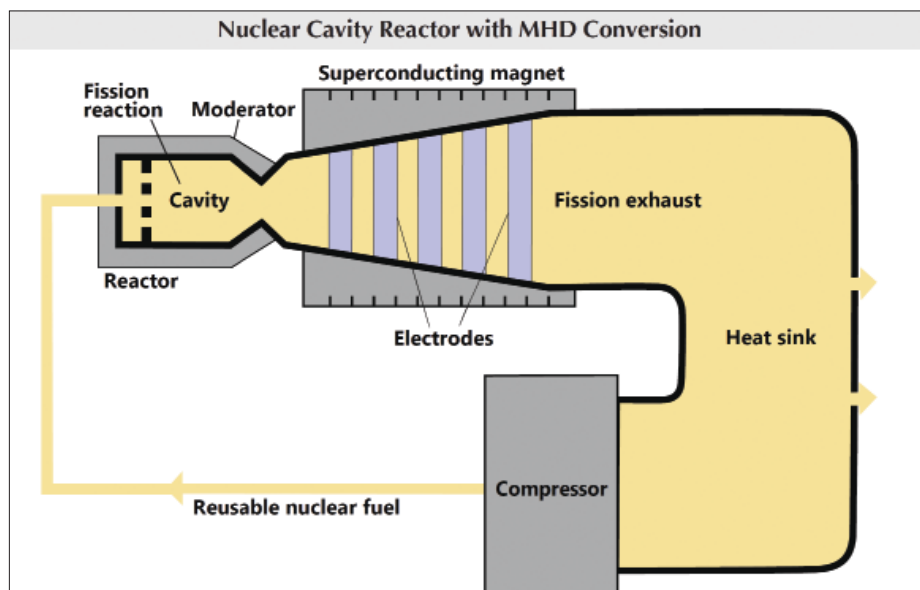 Nuclear Cavity Reactor with MHD Conversion
Superconducting magnet
Fission
reaction
Moderator
Cavity
Fission exhaust
Reactor
Electrodes
Heat sink
Compressor
Reusable nuclear fuel